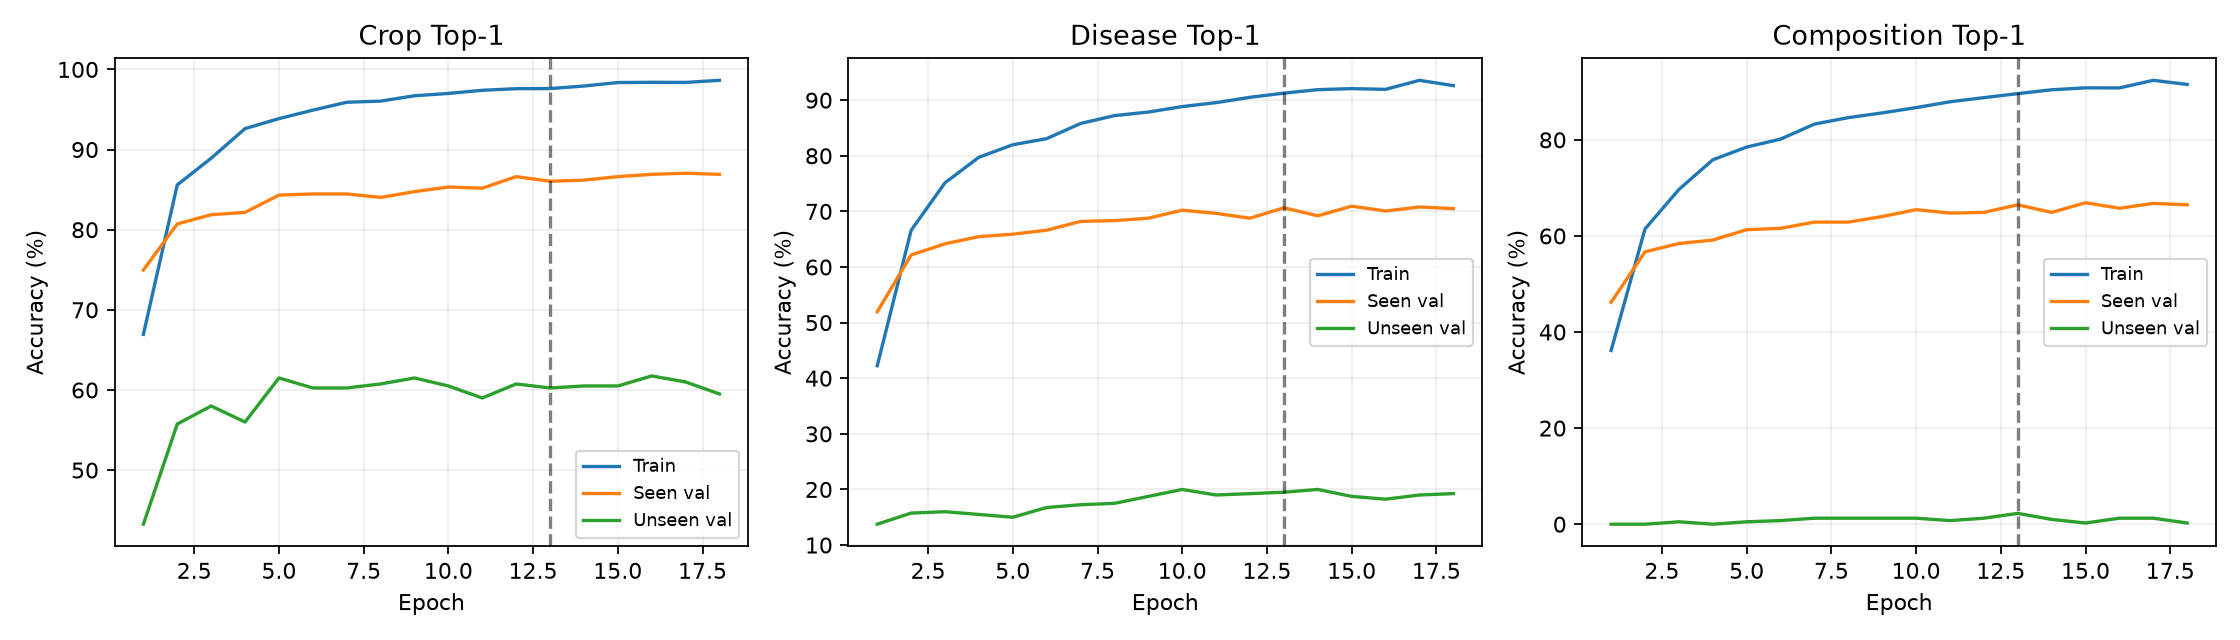 Crop Top-1
Accuracy (%)
100
90
80
70
60
50
2.5 5.0 7.5 10.0 12.5 15.0 17.5
Epoch
Train
Seen val
Unseen val
Disease Top-1
Accuracy (%)
90
80
70
60
50
40
30
20
10
2.5 5.0 7.5 10.0 12.5 15.0 17.5
Epoch
Train
Seen val
Unseen val
Composition Top-1
Accuracy (%)
80
60
40
20
0
2.5 5.0 7.5 10.0 12.5 15.0 17.5
Epoch
Train
Seen val
Unseen val